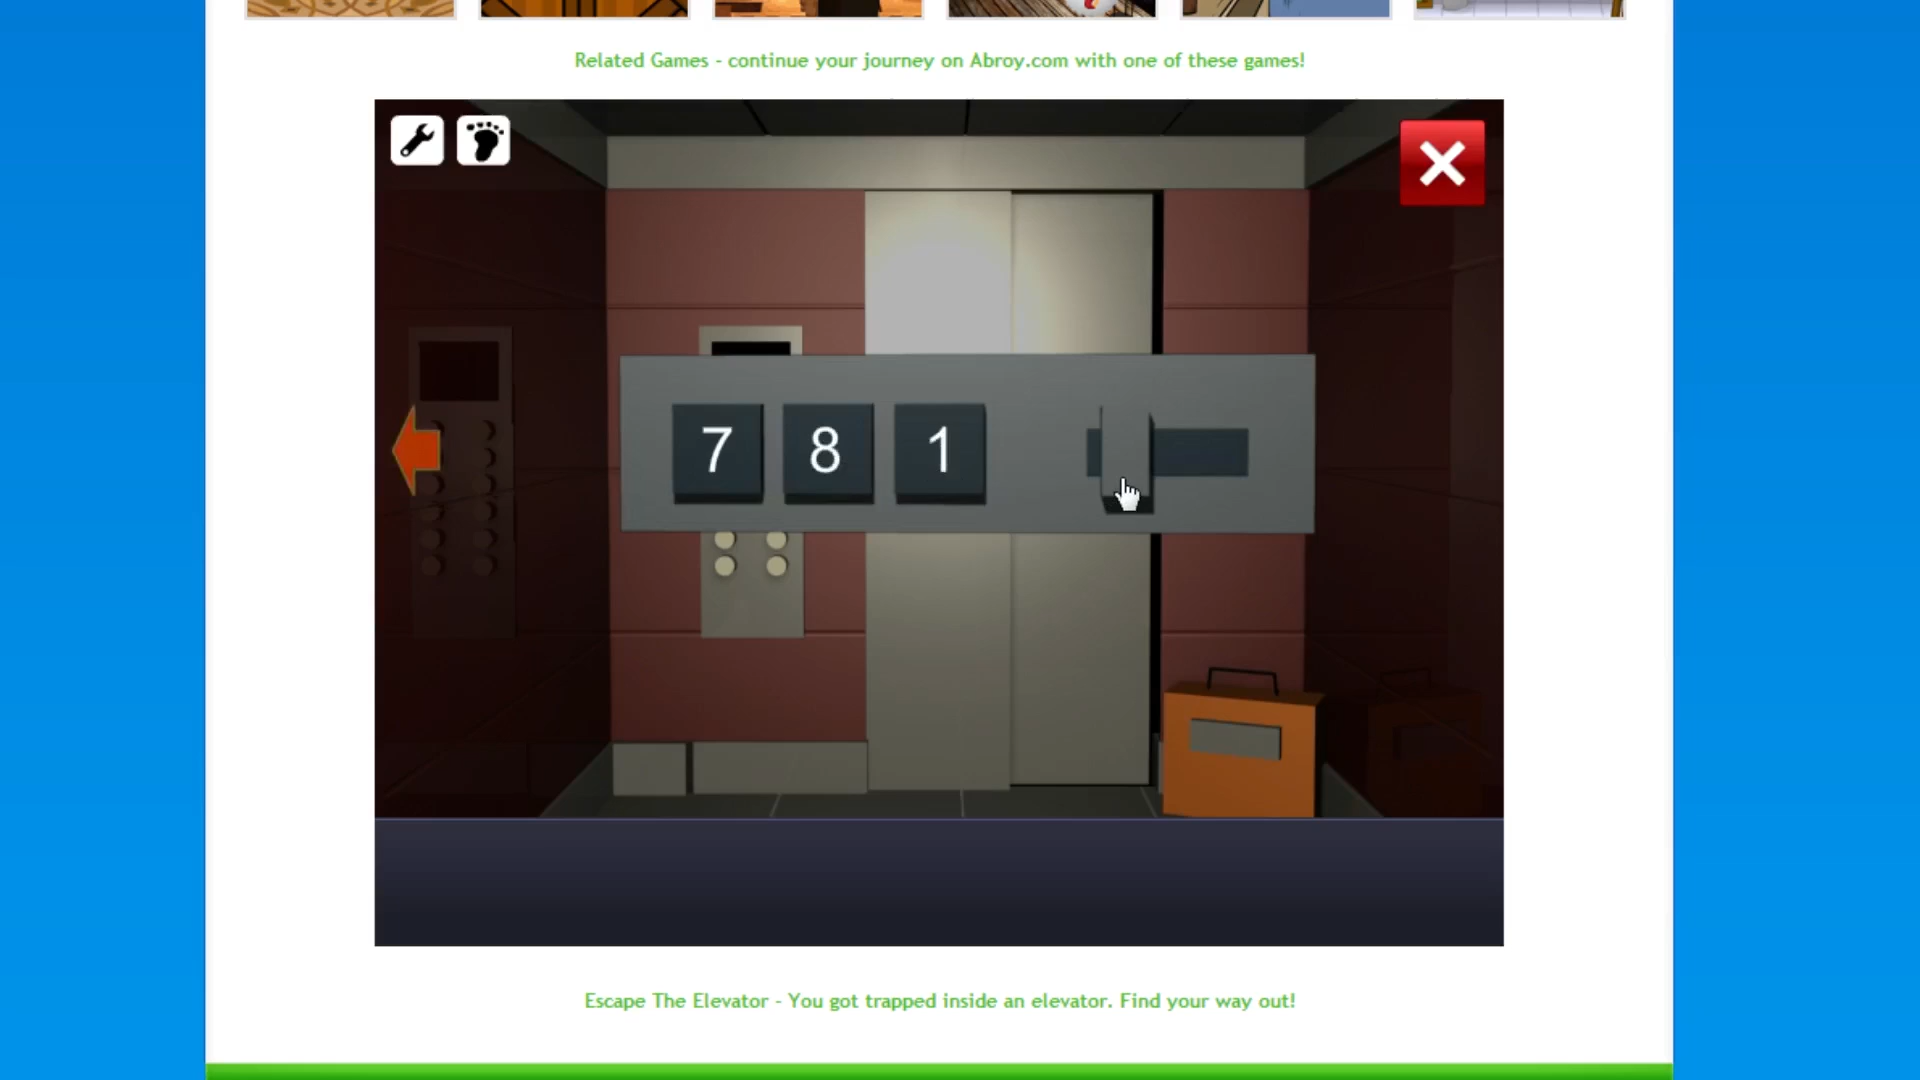 Related Games - continue your journey on Abroy.com with one of these games!
7 8 1
Escape The Elevator - You got trapped inside an elevator. Find your way out!